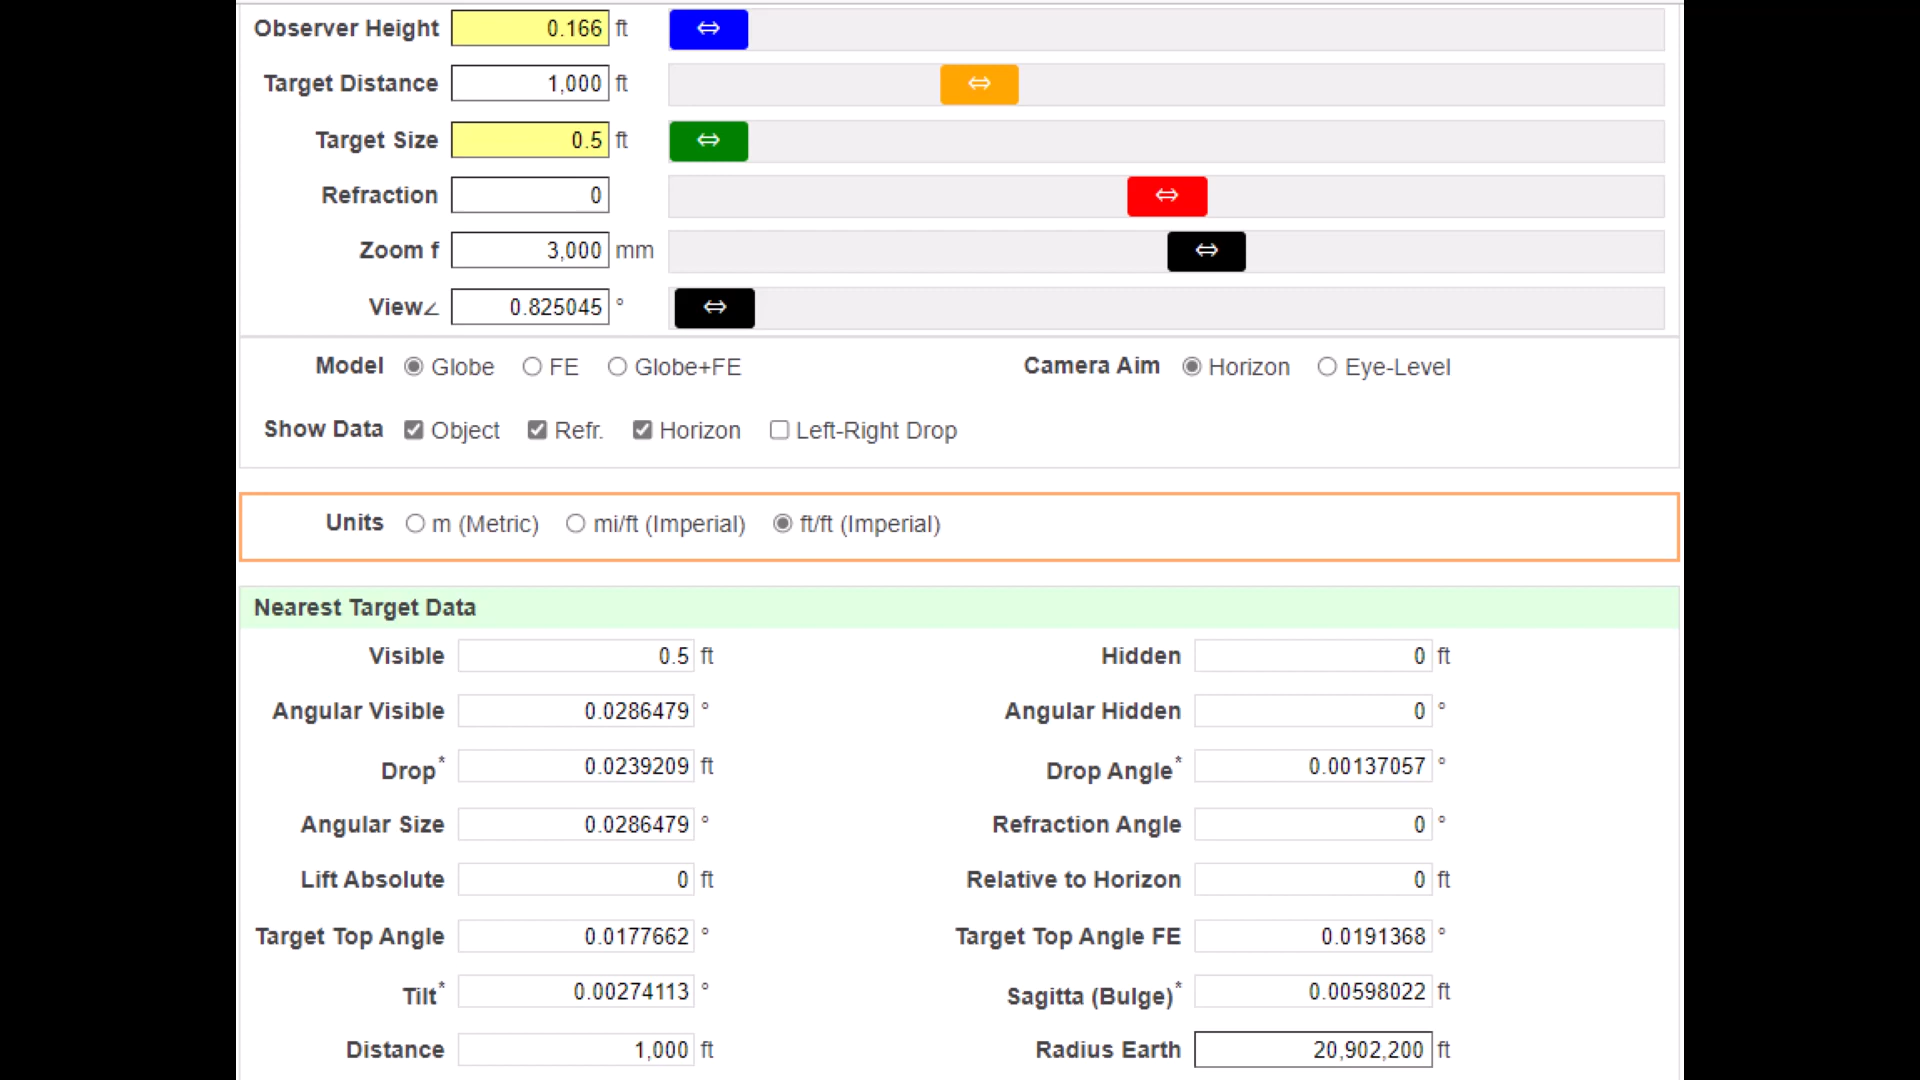 Observer Height 0.166 ft ⇔
Target Distance 1,000 ft ⇔
Target Size 0.5 ft ⇔
Refraction 0 ⇔
Zoom f 3,000 mm ⇔
View∠ 0.825045 ° ⇔
Model Globe FE Globe+FE Camera Aim Horizon Eye-Level
Show Data Object Refr. Horizon Left-Right Drop
Units m (Metric) mi/ft (Imperial) ft/ft (Imperial)
Nearest Target Data
Visible 0.5 ft Hidden 0 ft
Angular Visible 0.0286479 ° Angular Hidden 0 °
Drop* 0.0239209 ft Drop Angle* 0.00137057 °
Angular Size 0.0286479 ° Refraction Angle 0 °
Lift Absolute 0 ft Relative to Horizon 0 ft
Target Top Angle 0.0177662 ° Target Top Angle FE 0.0191368 °
Tilt* 0.00274113 ° Sagitta (Bulge)* 0.00598022 ft
Distance 1,000 ft Radius Earth 20,902,200 ft